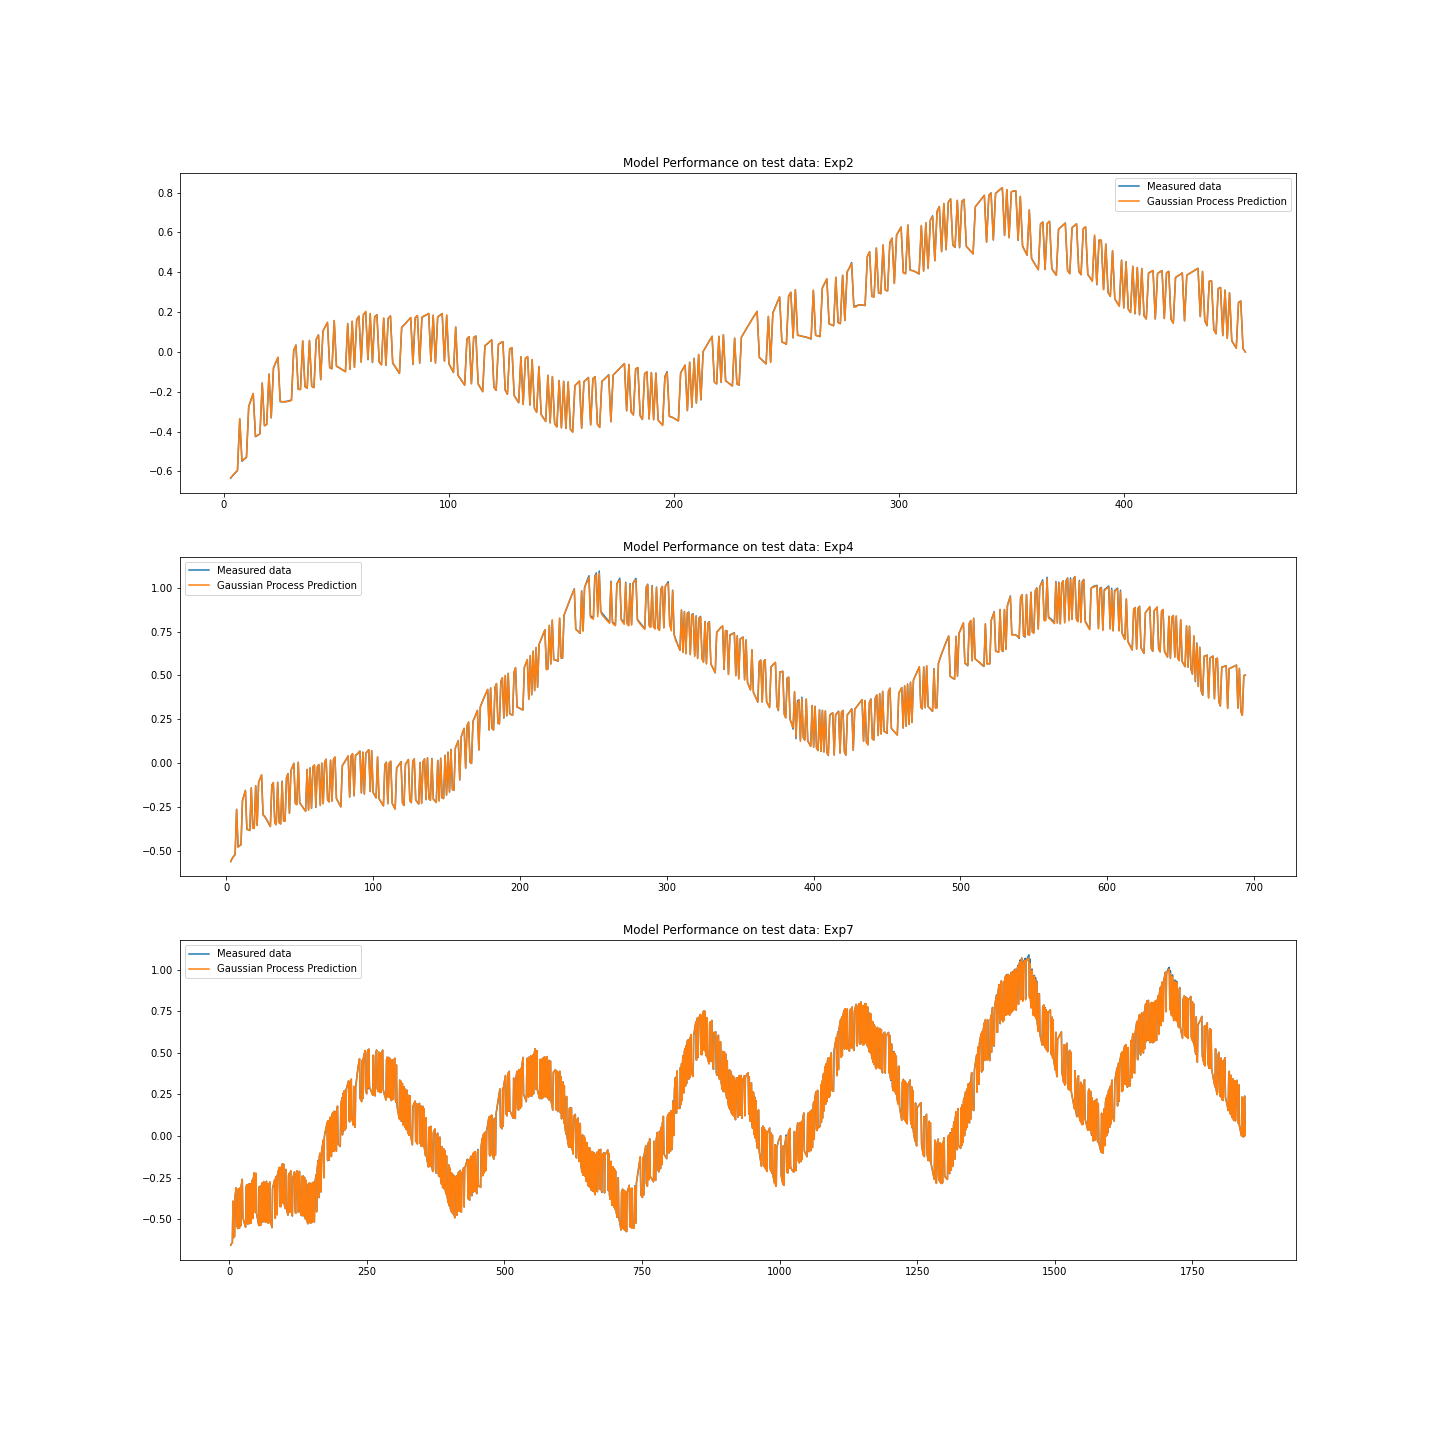 Model Performance on test data: Exp2
Measured data
Gaussian Process Prediction
0.8
0.6
0.4
0.2
0.0
−0.2
−0.4
−0.6
0 100 200 300 400
Model Performance on test data: Exp4
Measured data
Gaussian Process Prediction
1.00
0.75
0.50
0.25
0.00
−0.25
−0.50
0 100 200 300 400 500 600 700
Model Performance on test data: Exp7
Measured data
Gaussian Process Prediction
1.00
0.75
0.50
0.25
0.00
−0.25
−0.50
0 250 500 750 1000 1250 1500 1750